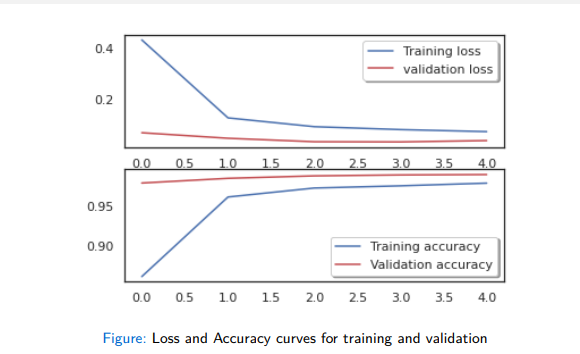 0.4
0.2
Training loss
validation loss
0.0 0.5 1.0 1.5 2.0 2.5 3.0 3.5 4.0
0.95
0.90
Training accuracy
Validation accuracy
0.0 0.5 1.0 1.5 2.0 2.5 3.0 3.5 4.0
Figure: Loss and Accuracy curves for training and validation